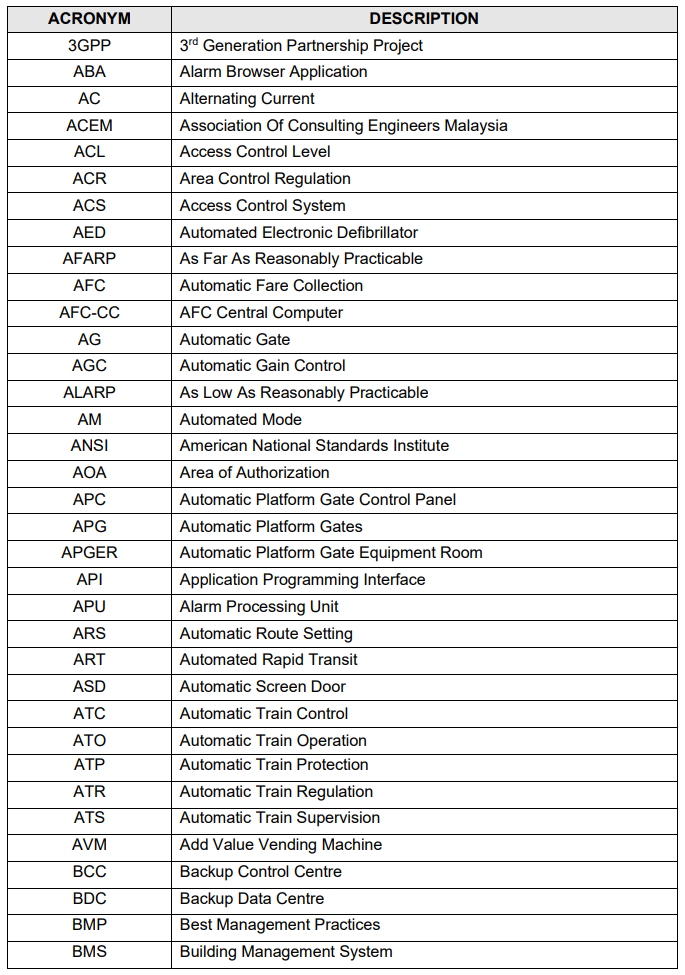 ACRONYM DESCRIPTION
3GPP 3rd Generation Partnership Project
ABA Alarm Browser Application
AC Alternating Current
ACEM Association Of Consulting Engineers Malaysia
ACL Access Control Level
ACR Area Control Regulation
ACS Access Control System
AED Automated Electronic Defibrillator
AFARP As Far As Reasonably Practicable
AFC Automatic Fare Collection
AFC-CC AFC Central Computer
AG Automatic Gate
AGC Automatic Gain Control
ALARP As Low As Reasonably Practicable
AM Automated Mode
ANSI American National Standards Institute
AOA Area of Authorization
APC Automatic Platform Gate Control Panel
APG Automatic Platform Gates
APGER Automatic Platform Gate Equipment Room
API Application Programming Interface
APU Alarm Processing Unit
ARS Automatic Route Setting
ART Automated Rapid Transit
ASD Automatic Screen Door
ATC Automatic Train Control
ATO Automatic Train Operation
ATP Automatic Train Protection
ATR Automatic Train Regulation
ATS Automatic Train Supervision
AVM Add Value Vending Machine
BCC Backup Control Centre
BDC Backup Data Centre
BMP Best Management Practices
BMS Building Management System